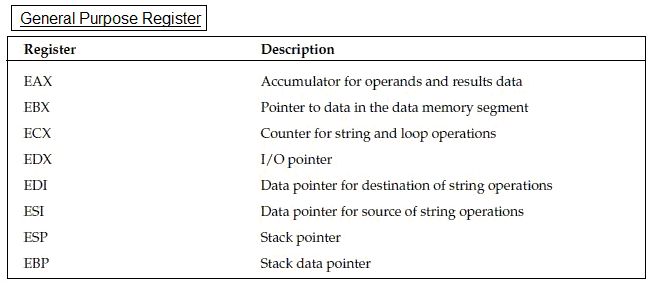 General Purpose Register
Register Description
EAX Accumulator for operands and results data
EBX Pointer to data in the data memory segment
ECX Counter for string and loop operations
EDX I/O pointer
EDI Data pointer for destination of string operations
ESI Data pointer for source of string operations
ESP Stack pointer
EBP Stack data pointer